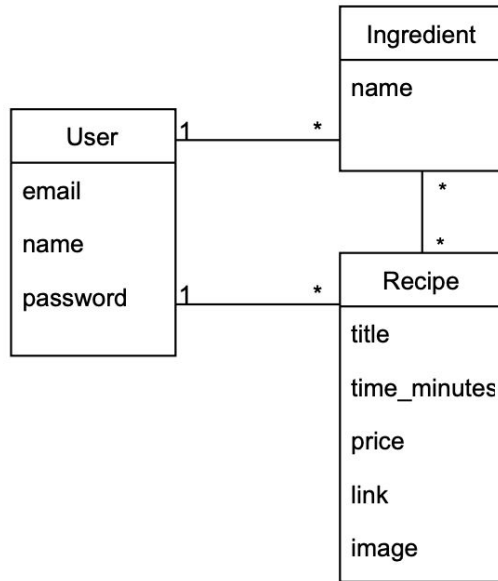 Ingredient
name
User
1
*
email
name
password
*
*
1
*
Recipe
title
time_minutes
price
link
image